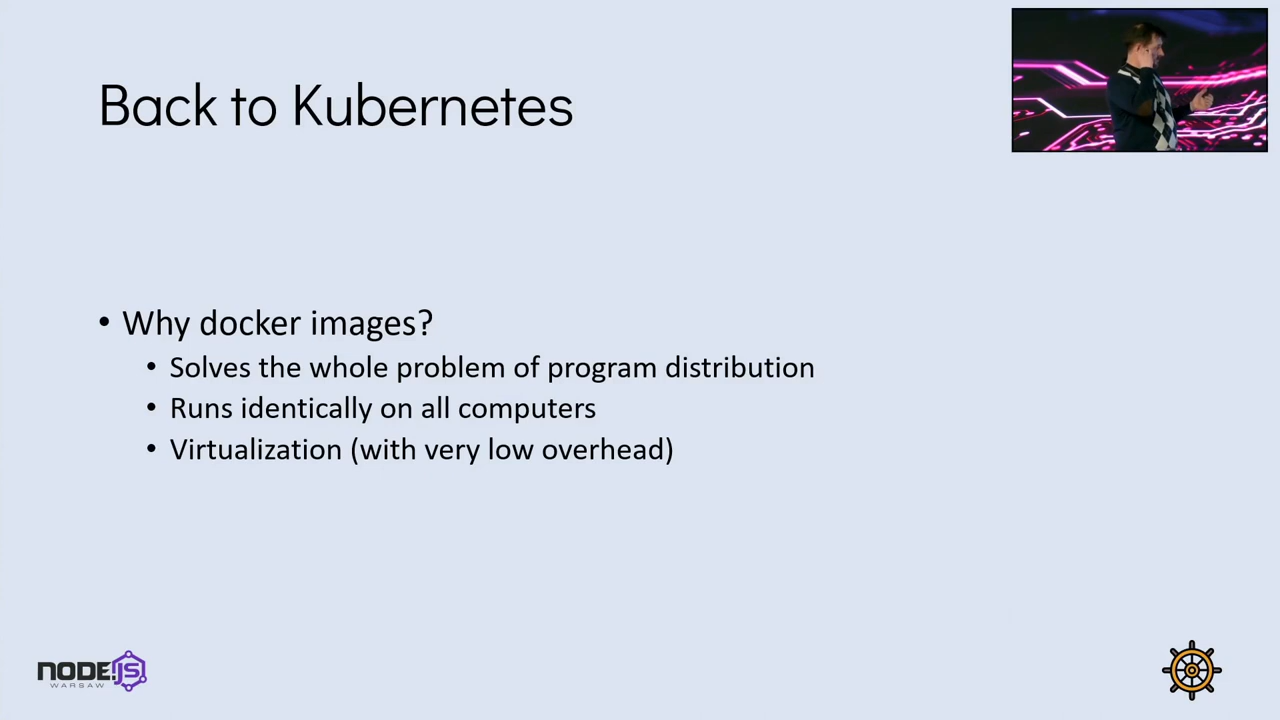 Back to Kubernetes
• Why docker images?
• Solves the whole problem of program distribution
• Runs identically on all computers
• Virtualization (with very low overhead)
NODE.JS
WARSAW